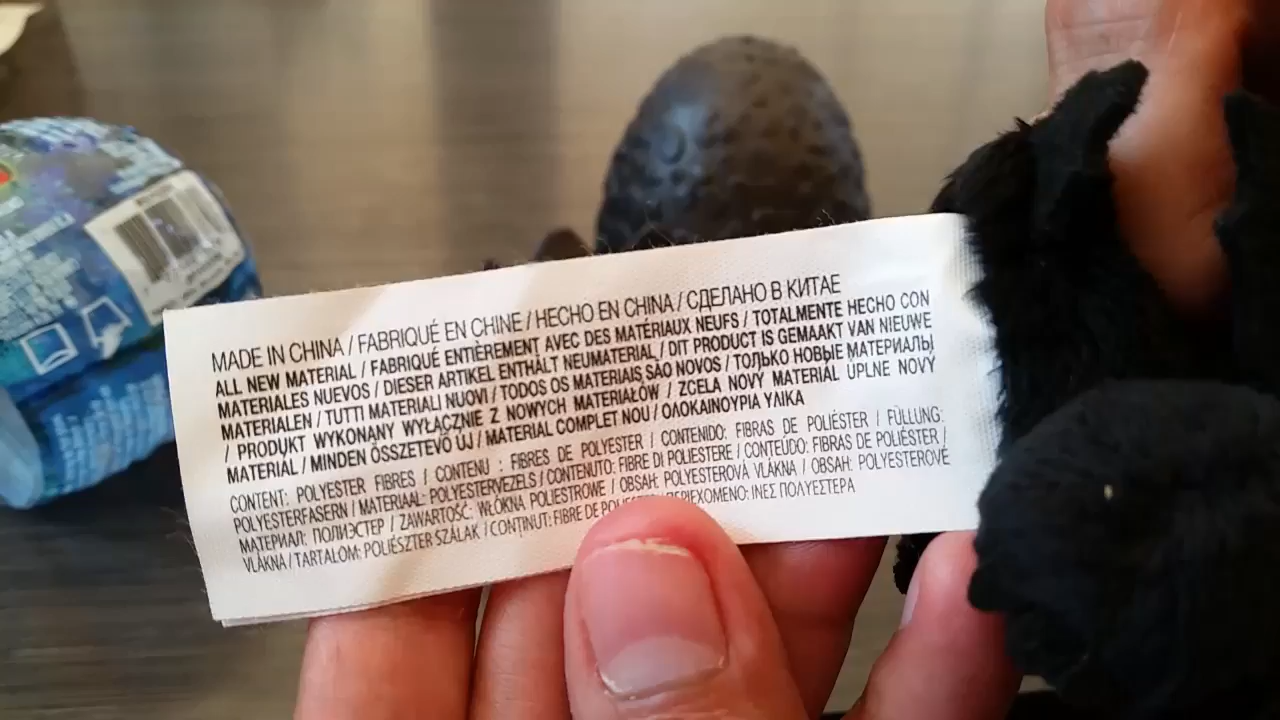 MADE IN CHINA / FABRIQUÉ EN CHINE / HECHO EN CHINA / СДЕЛАНО В КИТАЕ
ALL NEW MATERIAL / FABRIQUÉ ENTIÈREMENT AVEC DES MATÉRIAUX NEUFS / TOTALMENTE HECHO CON
MATERIALES NUEVOS / DIESER ARTIKEL ENTHÄLT NEUMATERIAL / DIT PRODUCT IS GEMAAKT VAN NIEUWE
MATERIALEN / TUTTI MATERIALI NUOVI / TODOS OS MATERIAIS SÃO NOVOS / ТОЛЬКО НОВЫЕ МАТЕРИАЛЫ
/ PRODUKT WYKONANY WYŁĄCZNIE Z NOWYCH MATERIAŁÓW / ZCELA NOVÝ MATERIÁL ÚPLNE NOVÝ
MATERIÁL / MINDEN ÖSSZETEVŐ ÚJ / MATERIAL COMPLET NOU / ΟΛΟΚΑΙΝΟΥΡΙΑ ΥΛΙΚΑ
CONTENT: POLYESTER FIBRES / CONTENU : FIBRES DE POLYESTER / CONTENIDO: FIBRAS DE POLIÉSTER / FÜLLUNG:
POLYESTERFASERN / MATERIAAL: POLYESTERVEZELS / CONTENUTO: FIBRE DI POLIESTERE / CONTEÚDO: FIBRAS DE POLIÉSTER /
МАТЕРИАЛ: ПОЛИЭСТЕР / ZAWARTOŚĆ: WŁÓKNA POLIESTROWE / OBSAH: POLYESTEROVÁ VLÁKNA / OBSAH: POLYESTEROVÉ
VLÁKNA / TARTALOM: POLIÉSZTER SZÁLAK / CONȚINUT: FIBRE DE ΠΕΡΙΕΧΟΜΕΝΟ: ΙΝΕΣ ΠΟΛΥΕΣΤΕΡΑ